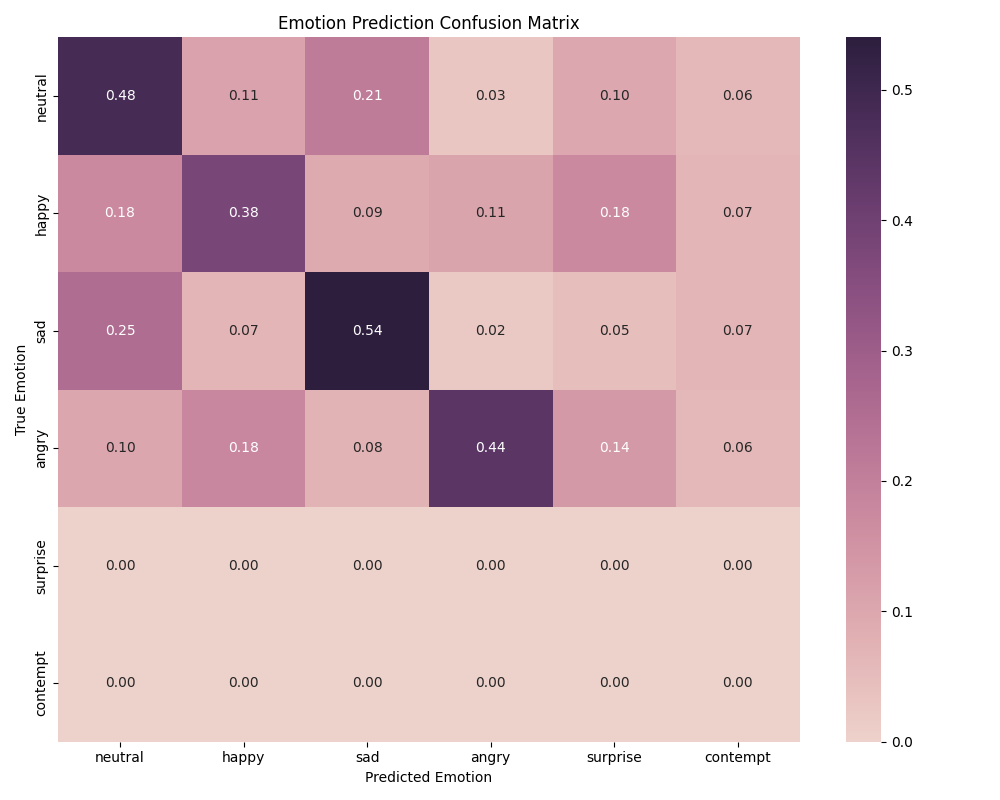 Emotion Prediction Confusion Matrix
neutral 0.48 0.11 0.21 0.03 0.10 0.06
happy 0.18 0.38 0.09 0.11 0.18 0.07
sad 0.25 0.07 0.54 0.02 0.05 0.07
angry 0.10 0.18 0.08 0.44 0.14 0.06
surprise 0.00 0.00 0.00 0.00 0.00 0.00
contempt 0.00 0.00 0.00 0.00 0.00 0.00
neutral happy sad angry surprise contempt
Predicted Emotion
True Emotion
0.5
0.4
0.3
0.2
0.1
0.0